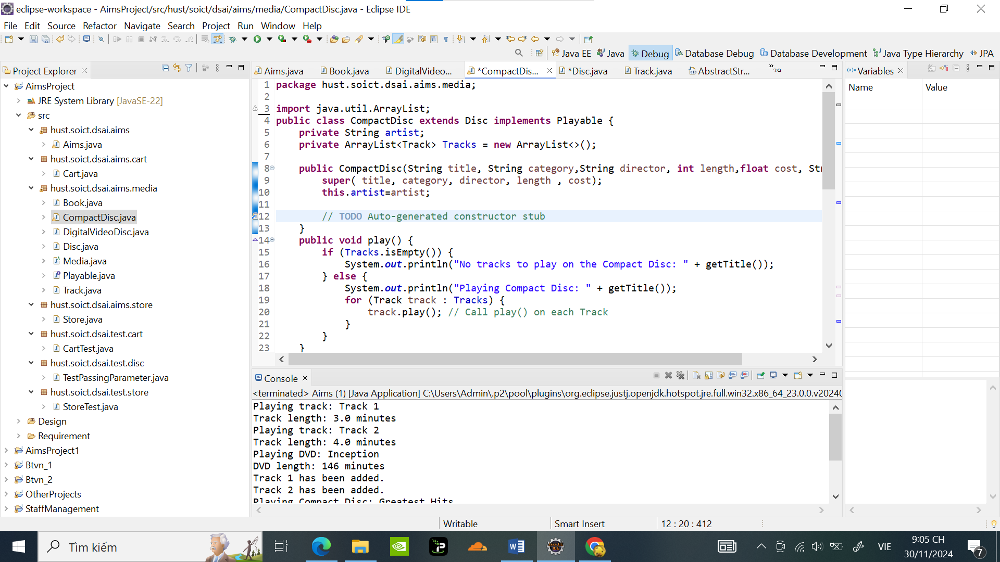 eclipse-workspace - AimsProject/src/hust/soict/dsai/aims/media/CompactDisc.java - Eclipse IDE
File Edit Source Refactor Navigate Search Project Run Window Help
Java EE Java Debug Database Debug Database Development Java Type Hierarchy JPA
Project Explorer
AimsProject
JRE System Library [JavaSE-22]
src
hust.soict.dsai.aims
Aims.java
hust.soict.dsai.aims.cart
Cart.java
hust.soict.dsai.aims.media
Book.java
CompactDisc.java
DigitalVideoDisc.java
Disc.java
Media.java
Playable.java
Track.java
hust.soict.dsai.aims.store
Store.java
hust.soict.dsai.test.cart
CartTest.java
hust.soict.dsai.test.disc
TestPassingParameter.java
hust.soict.dsai.test.store
StoreTest.java
Design
Requirement
AimsProject1
Btvn_1
Btvn_2
OtherProjects
StaffManagement
Aims.java Book.java DigitalVideo... *CompactDis... *Disc.java Track.java AbstractStr... »
1 package hust.soict.dsai.aims.media;
2
3 import java.util.ArrayList;
4 public class CompactDisc extends Disc implements Playable {
5     private String artist;
6     private ArrayList<Track> Tracks = new ArrayList<>();
7
8     public CompactDisc(String title, String category,String director, int length,float cost, St
9         super( title, category, director, length , cost);
10         this.artist=artist;
11
12         // TODO Auto-generated constructor stub
13     }
14     public void play() {
15         if (Tracks.isEmpty()) {
16             System.out.println("No tracks to play on the Compact Disc: " + getTitle());
17         } else {
18             System.out.println("Playing Compact Disc: " + getTitle());
19             for (Track track : Tracks) {
20                 track.play(); // Call play() on each Track
21             }
22         }
23     }
Variables
Name Value
Console
<terminated> Aims (1) [Java Application] C:\Users\Admin\.p2\pool\plugins\org.eclipse.justj.openjdk.hotspot.jre.full.win32.x86_64_23.0.0.v20240
Playing track: Track 1
Track length: 3.0 minutes
Playing track: Track 2
Track length: 4.0 minutes
Playing DVD: Inception
DVD length: 146 minutes
Track 1 has been added.
Track 2 has been added.
Playing Compact Disc: Greatest Hits
Writable Smart Insert 12 : 20 : 412
Tìm kiếm
VIE
9:05 CH
30/11/2024
7